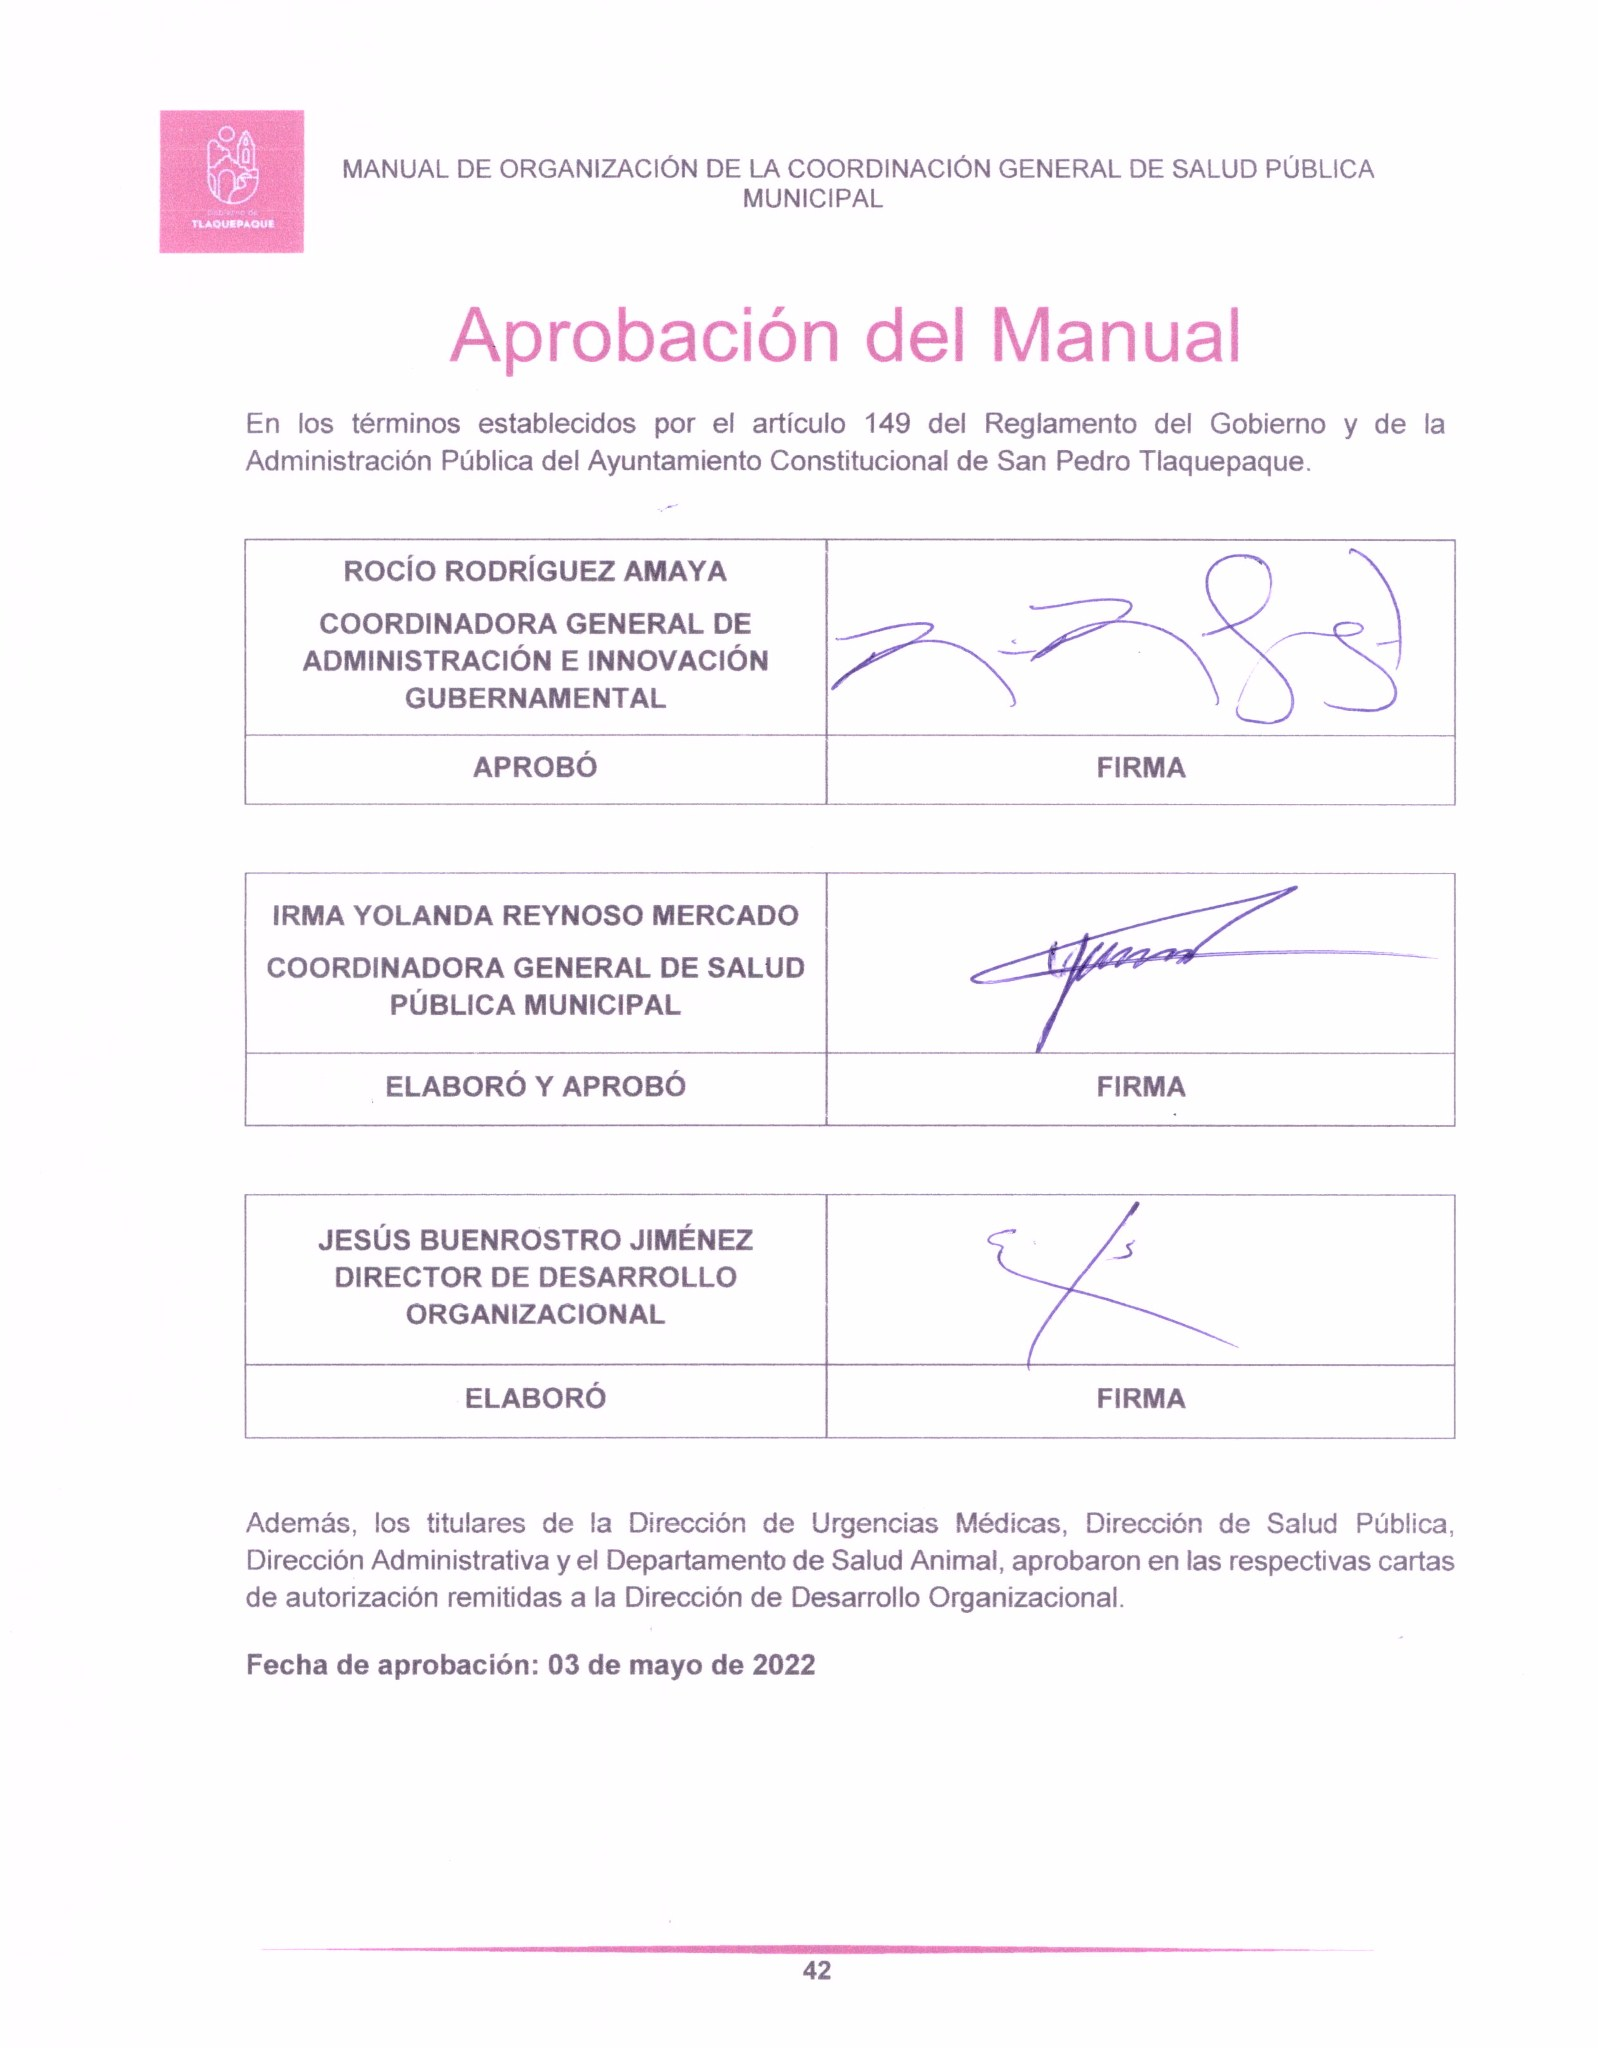 Gobierno de
TLAQUEPAQUE
MANUAL DE ORGANIZACIÓN DE LA COORDINACIÓN GENERAL DE SALUD PÚBLICA
MUNICIPAL
Aprobación del Manual
En los términos establecidos por el artículo 149 del Reglamento del Gobierno y de la
Administración Pública del Ayuntamiento Constitucional de San Pedro Tlaquepaque.
ROCÍO RODRÍGUEZ AMAYA
COORDINADORA GENERAL DE
ADMINISTRACIÓN E INNOVACIÓN
GUBERNAMENTAL
APROBÓ
FIRMA
IRMA YOLANDA REYNOSO MERCADO
COORDINADORA GENERAL DE SALUD
PÚBLICA MUNICIPAL
ELABORÓ Y APROBÓ
FIRMA
JESÚS BUENROSTRO JIMÉNEZ
DIRECTOR DE DESARROLLO
ORGANIZACIONAL
ELABORÓ
FIRMA
Además, los titulares de la Dirección de Urgencias Médicas, Dirección de Salud Pública,
Dirección Administrativa y el Departamento de Salud Animal, aprobaron en las respectivas cartas
de autorización remitidas a la Dirección de Desarrollo Organizacional.
Fecha de aprobación: 03 de mayo de 2022
42